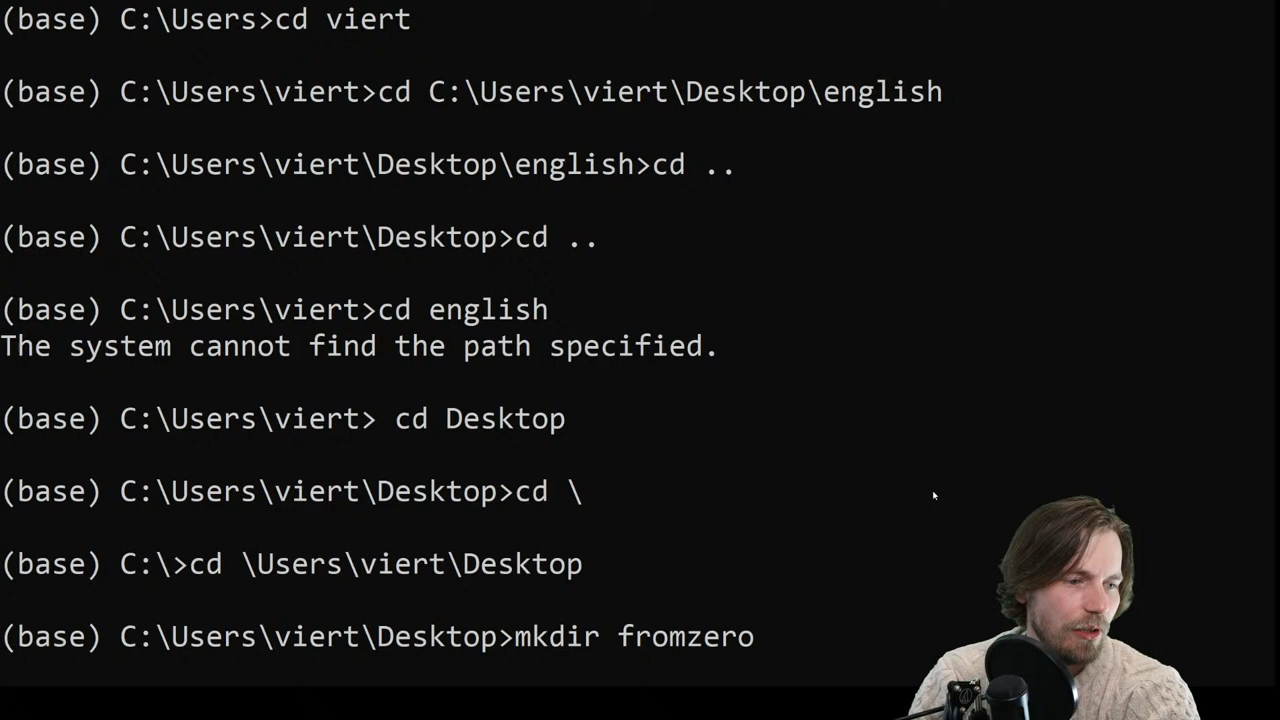 (base) C:\Users>cd viert
(base) C:\Users\viert>cd C:\Users\viert\Desktop\english
(base) C:\Users\viert\Desktop\english>cd ..
(base) C:\Users\viert\Desktop>cd ..
(base) C:\Users\viert>cd english
The system cannot find the path specified.
(base) C:\Users\viert> cd Desktop
(base) C:\Users\viert\Desktop>cd \
(base) C:\>cd \Users\viert\Desktop
(base) C:\Users\viert\Desktop>mkdir fromzero